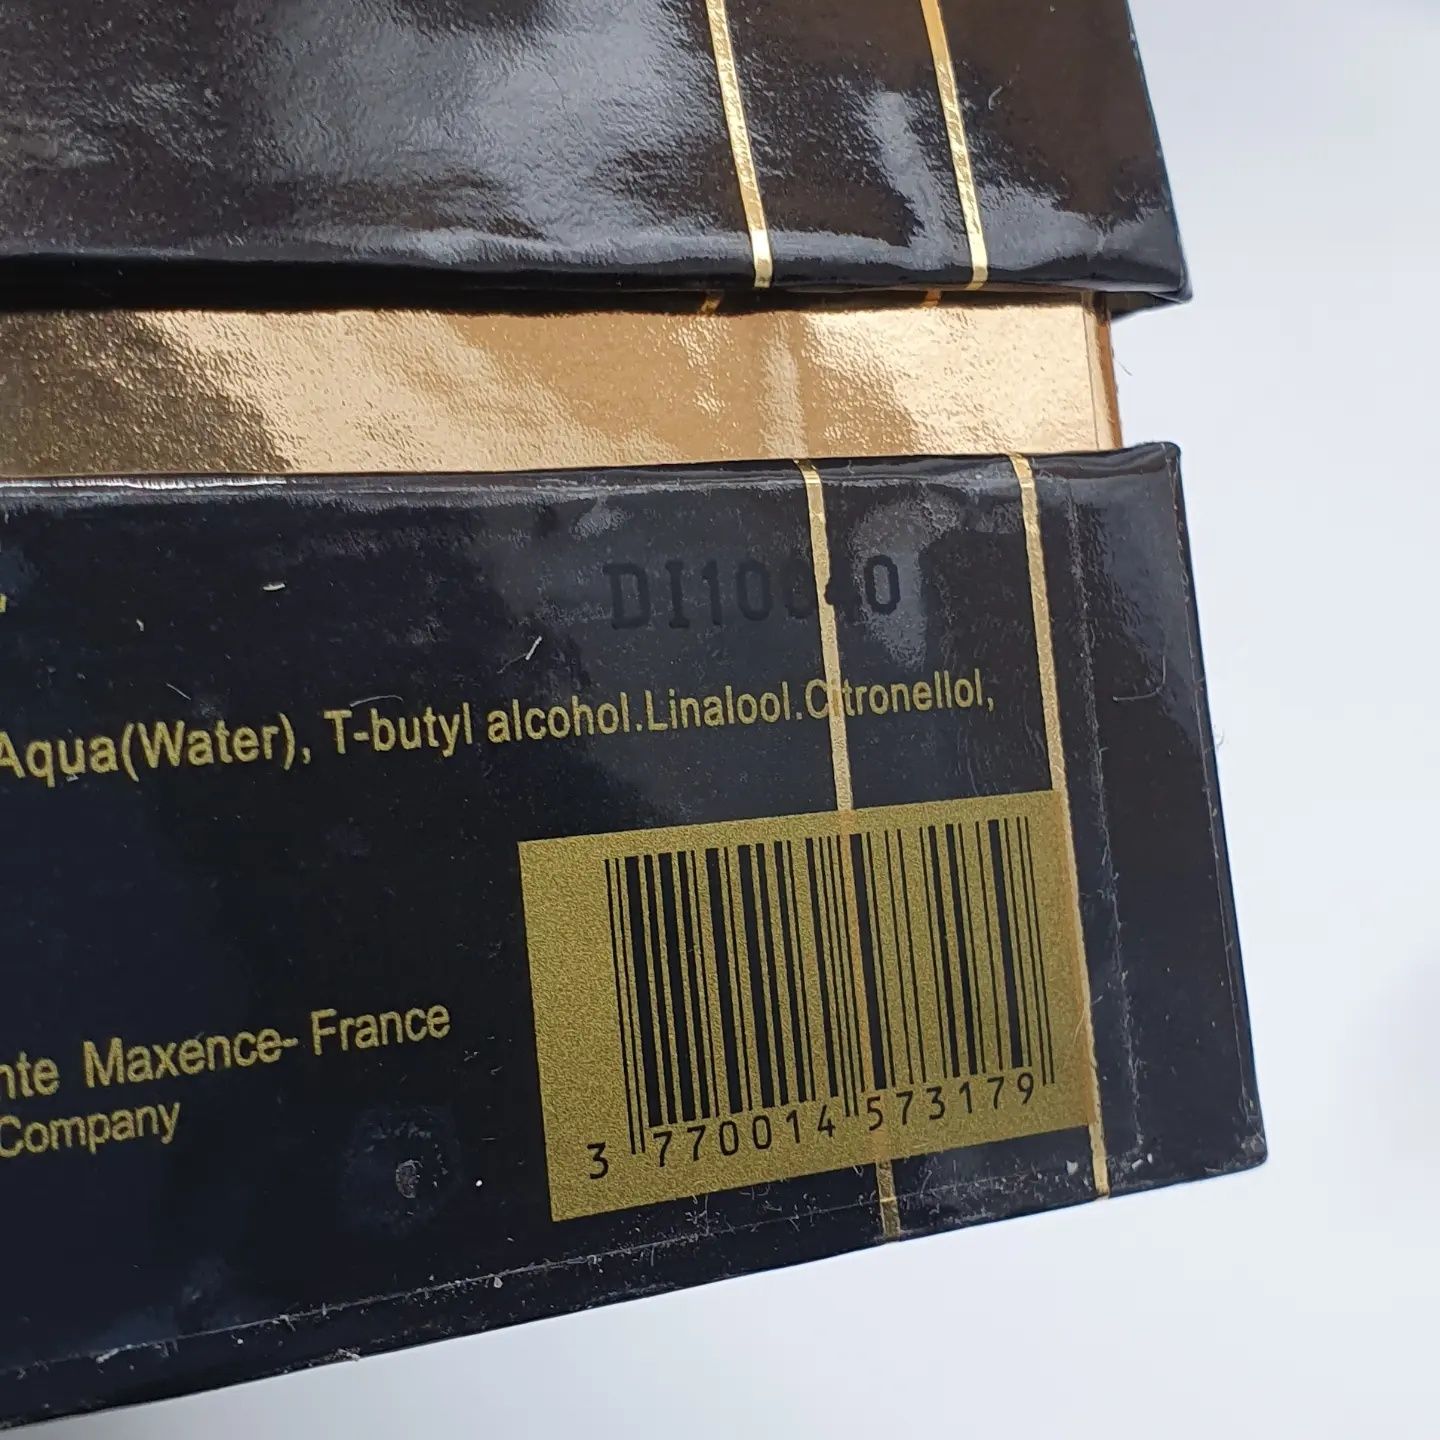 Aqua(Water), T-butyl alcohol.Linalool.Citronellol,
Maxence- France
Company
3 770014 573179